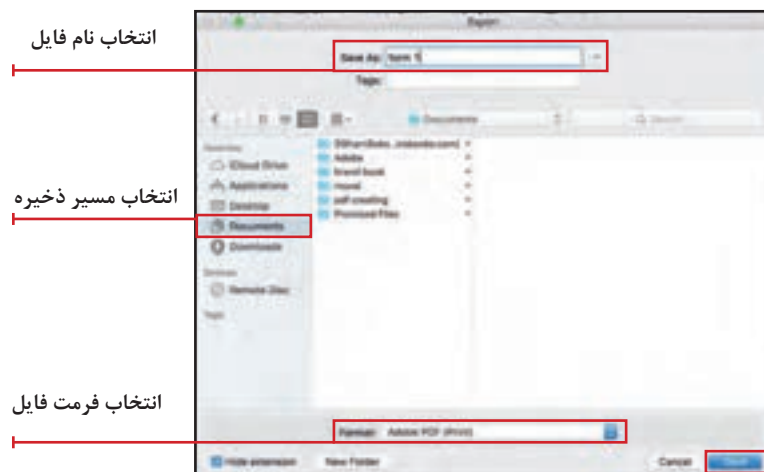 Export
انتخاب نام فایل
Save As: form 1
Tags:
Documents
Search
iCloud Drive
Adobe
Applications
brand book
Desktop
انتخاب مسیر ذخیره
pdf creating
Documents
Downloads
Remote Disc
Tags
انتخاب فرمت فایل
Format: Adobe PDF (Print)
Hide extension
New Folder
Cancel